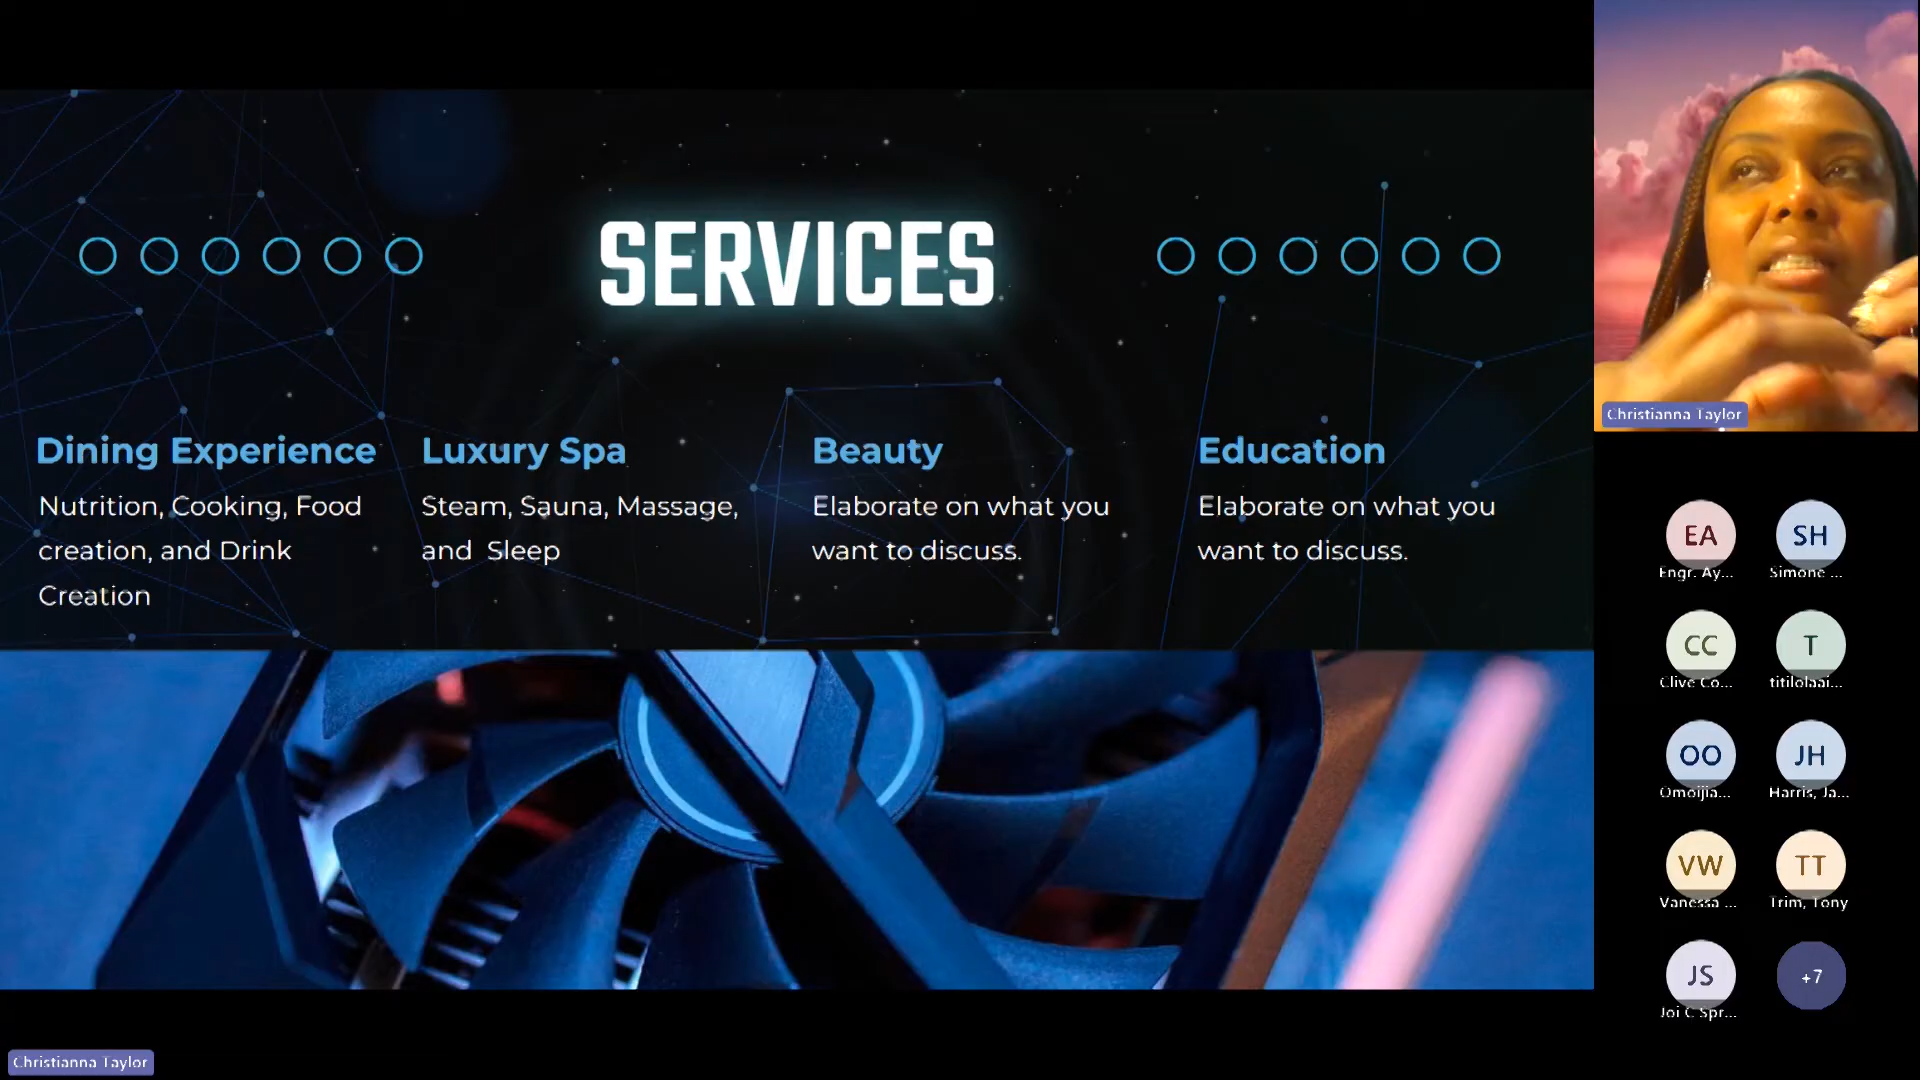 SERVICES
Dining Experience
Nutrition, Cooking, Food
creation, and Drink
Creation
Luxury Spa
Steam, Sauna, Massage,
and Sleep
Beauty
Elaborate on what you
want to discuss.
Education
Elaborate on what you
want to discuss.
Christianna Taylor
EA
Engr. Ay...
SH
Simone ...
CC
Clive Co...
T
titilolaai...
OO
Omoijia...
JH
Harris, Ja...
VW
Vanessa ...
TT
Trim, Tony
JS
Joi C Spr...
+7
Christianna Taylor